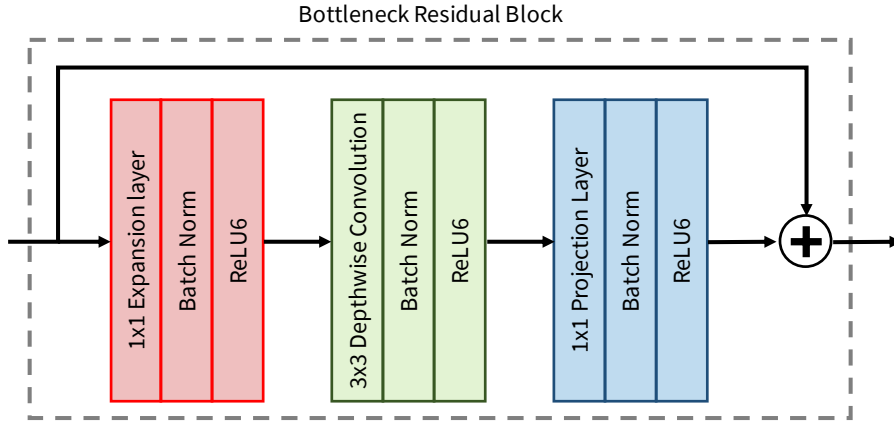 Bottleneck Residual Block
1x1 Expansion layer
Batch Norm
ReLU6
3x3 Depthwise Convolution
Batch Norm
ReLU6
1x1 Projection Layer
Batch Norm
ReLU6